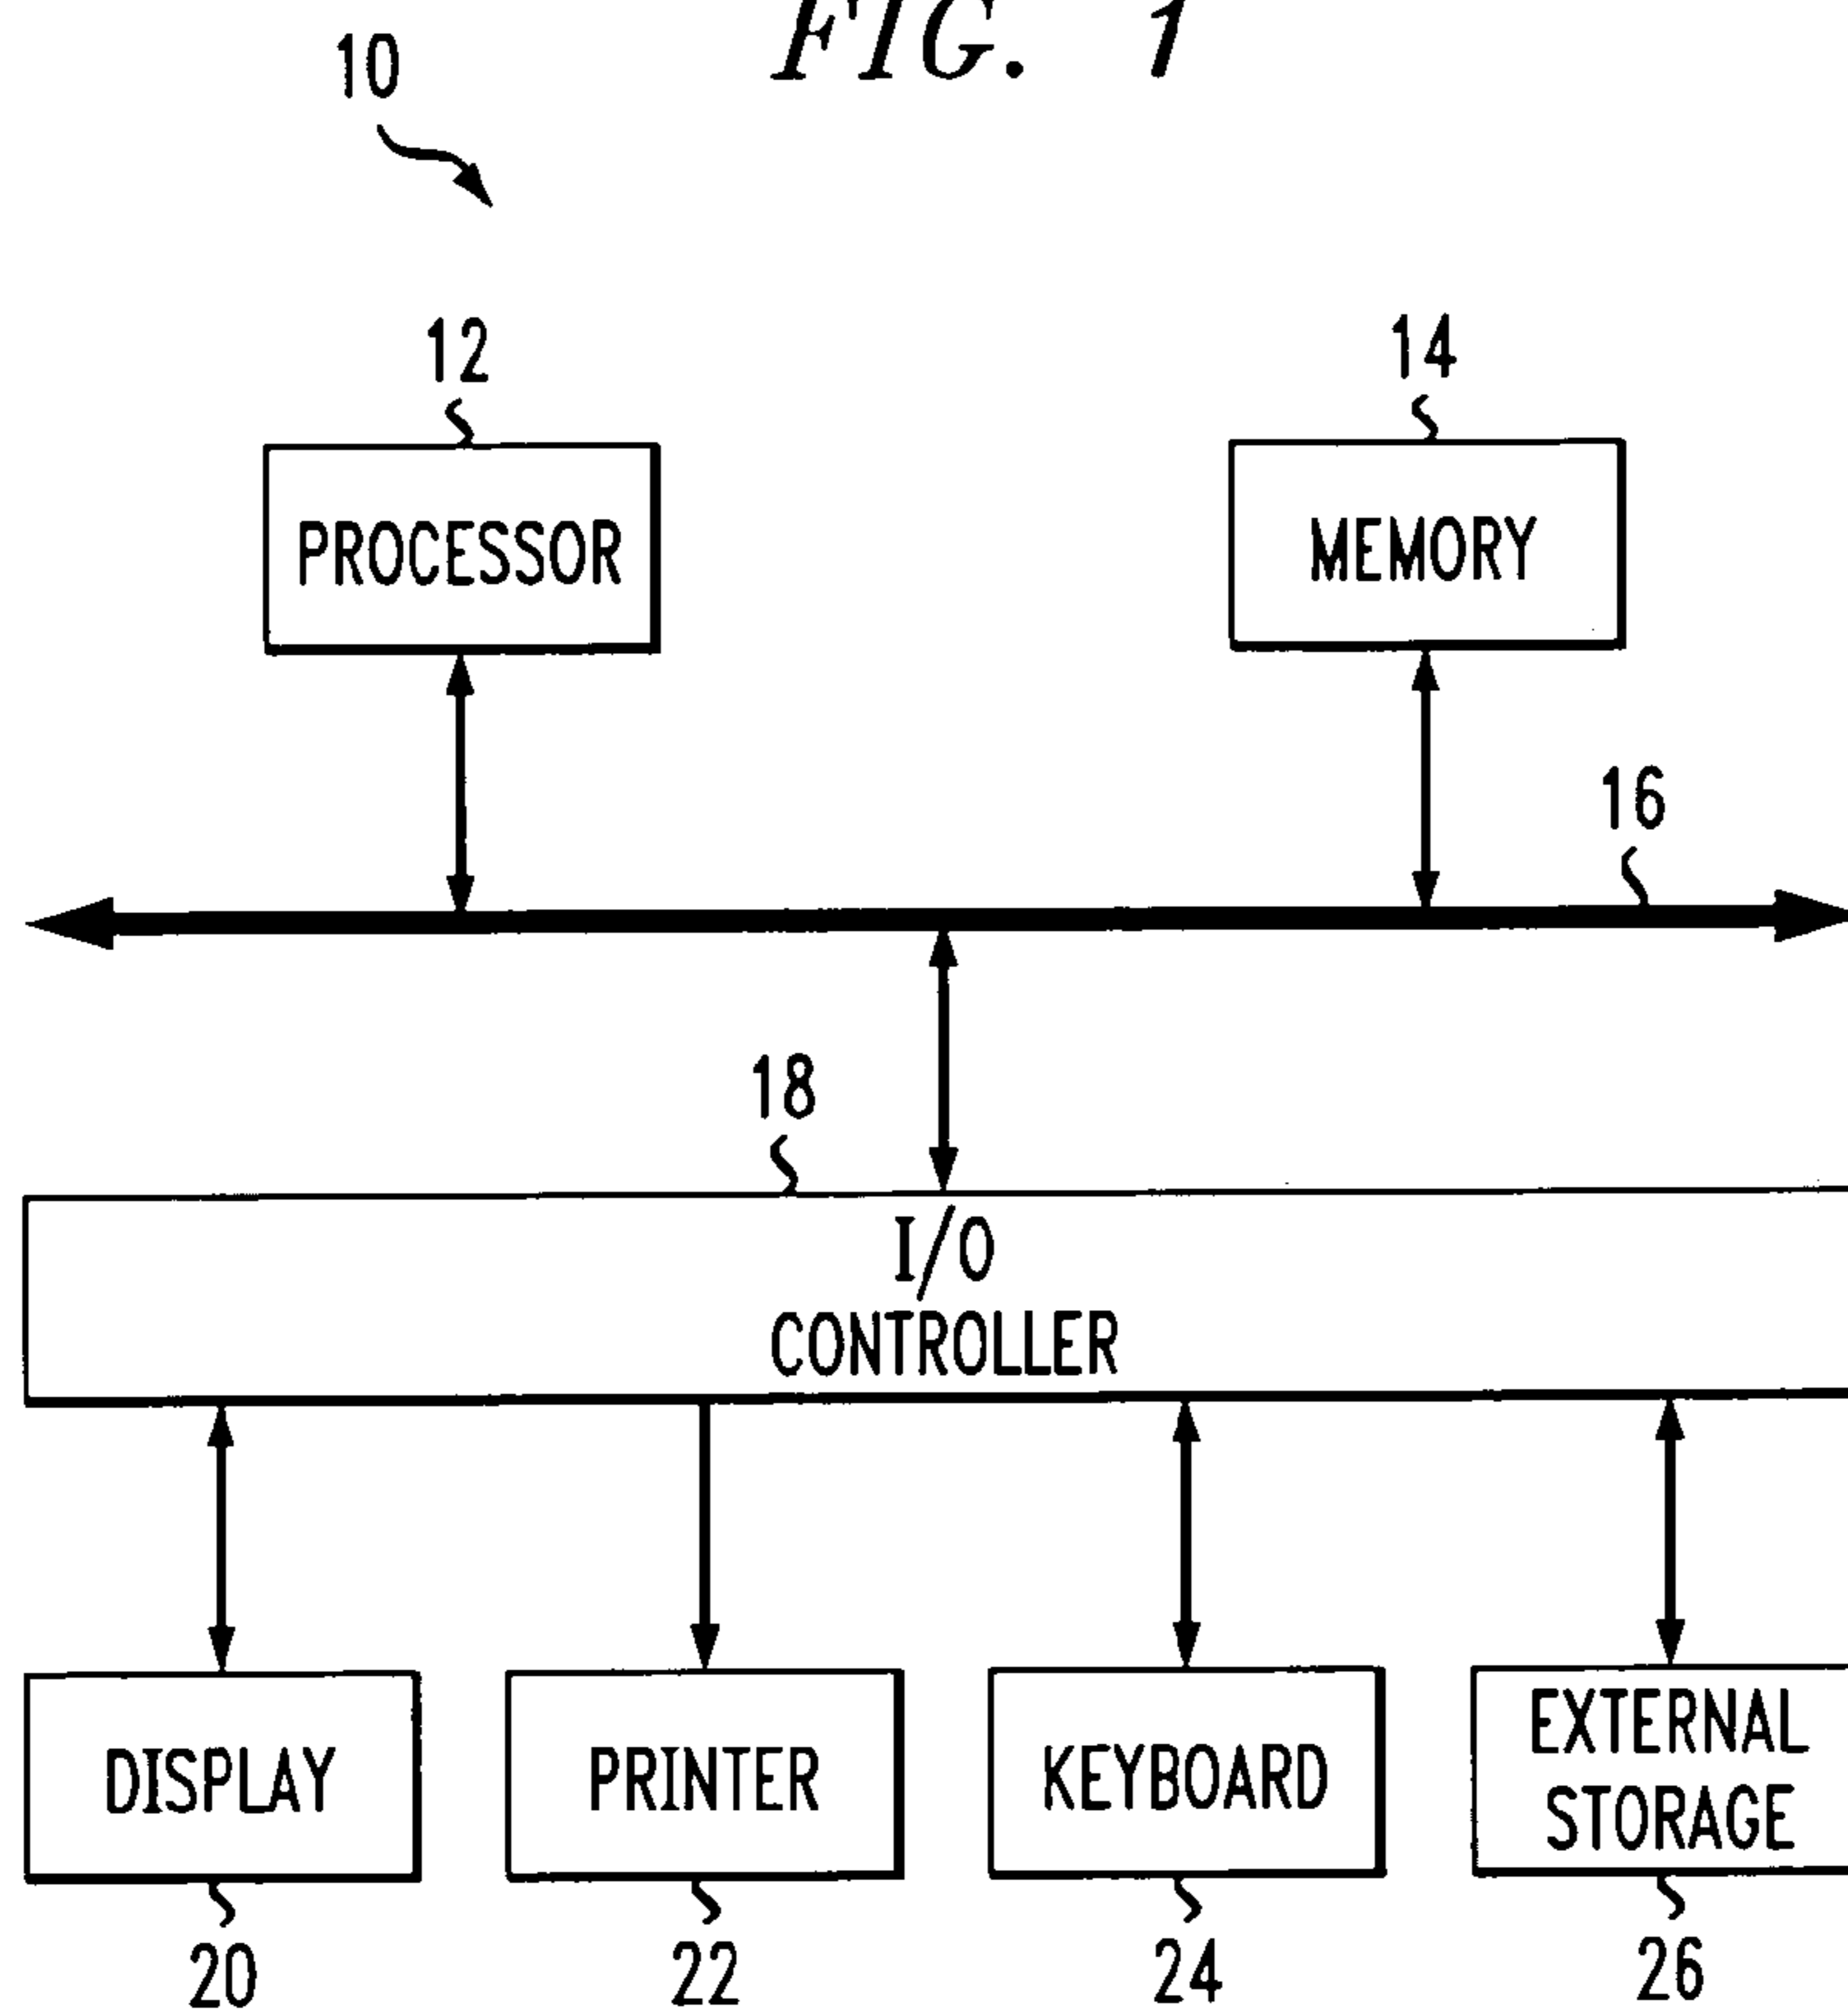 FIG. 1
10
12
14
PROCESSOR
MEMORY
16
18
I/O
CONTROLLER
DISPLAY
PRINTER
KEYBOARD
EXTERNAL
STORAGE
20
22
24
26